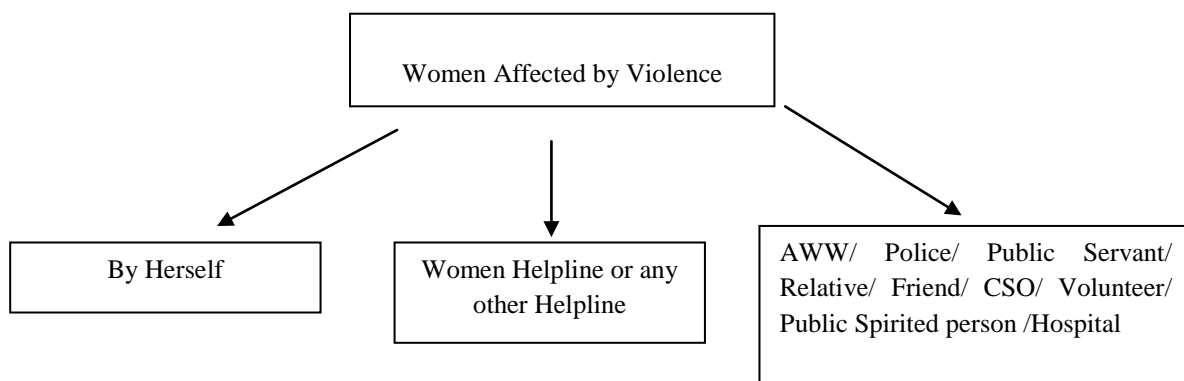 Women Affected by Violence
By Herself
Women Helpline or any
other Helpline
AWW/ Police/ Public Servant/
Relative/ Friend/ CSO/ Volunteer/
Public Spirited person /Hospital